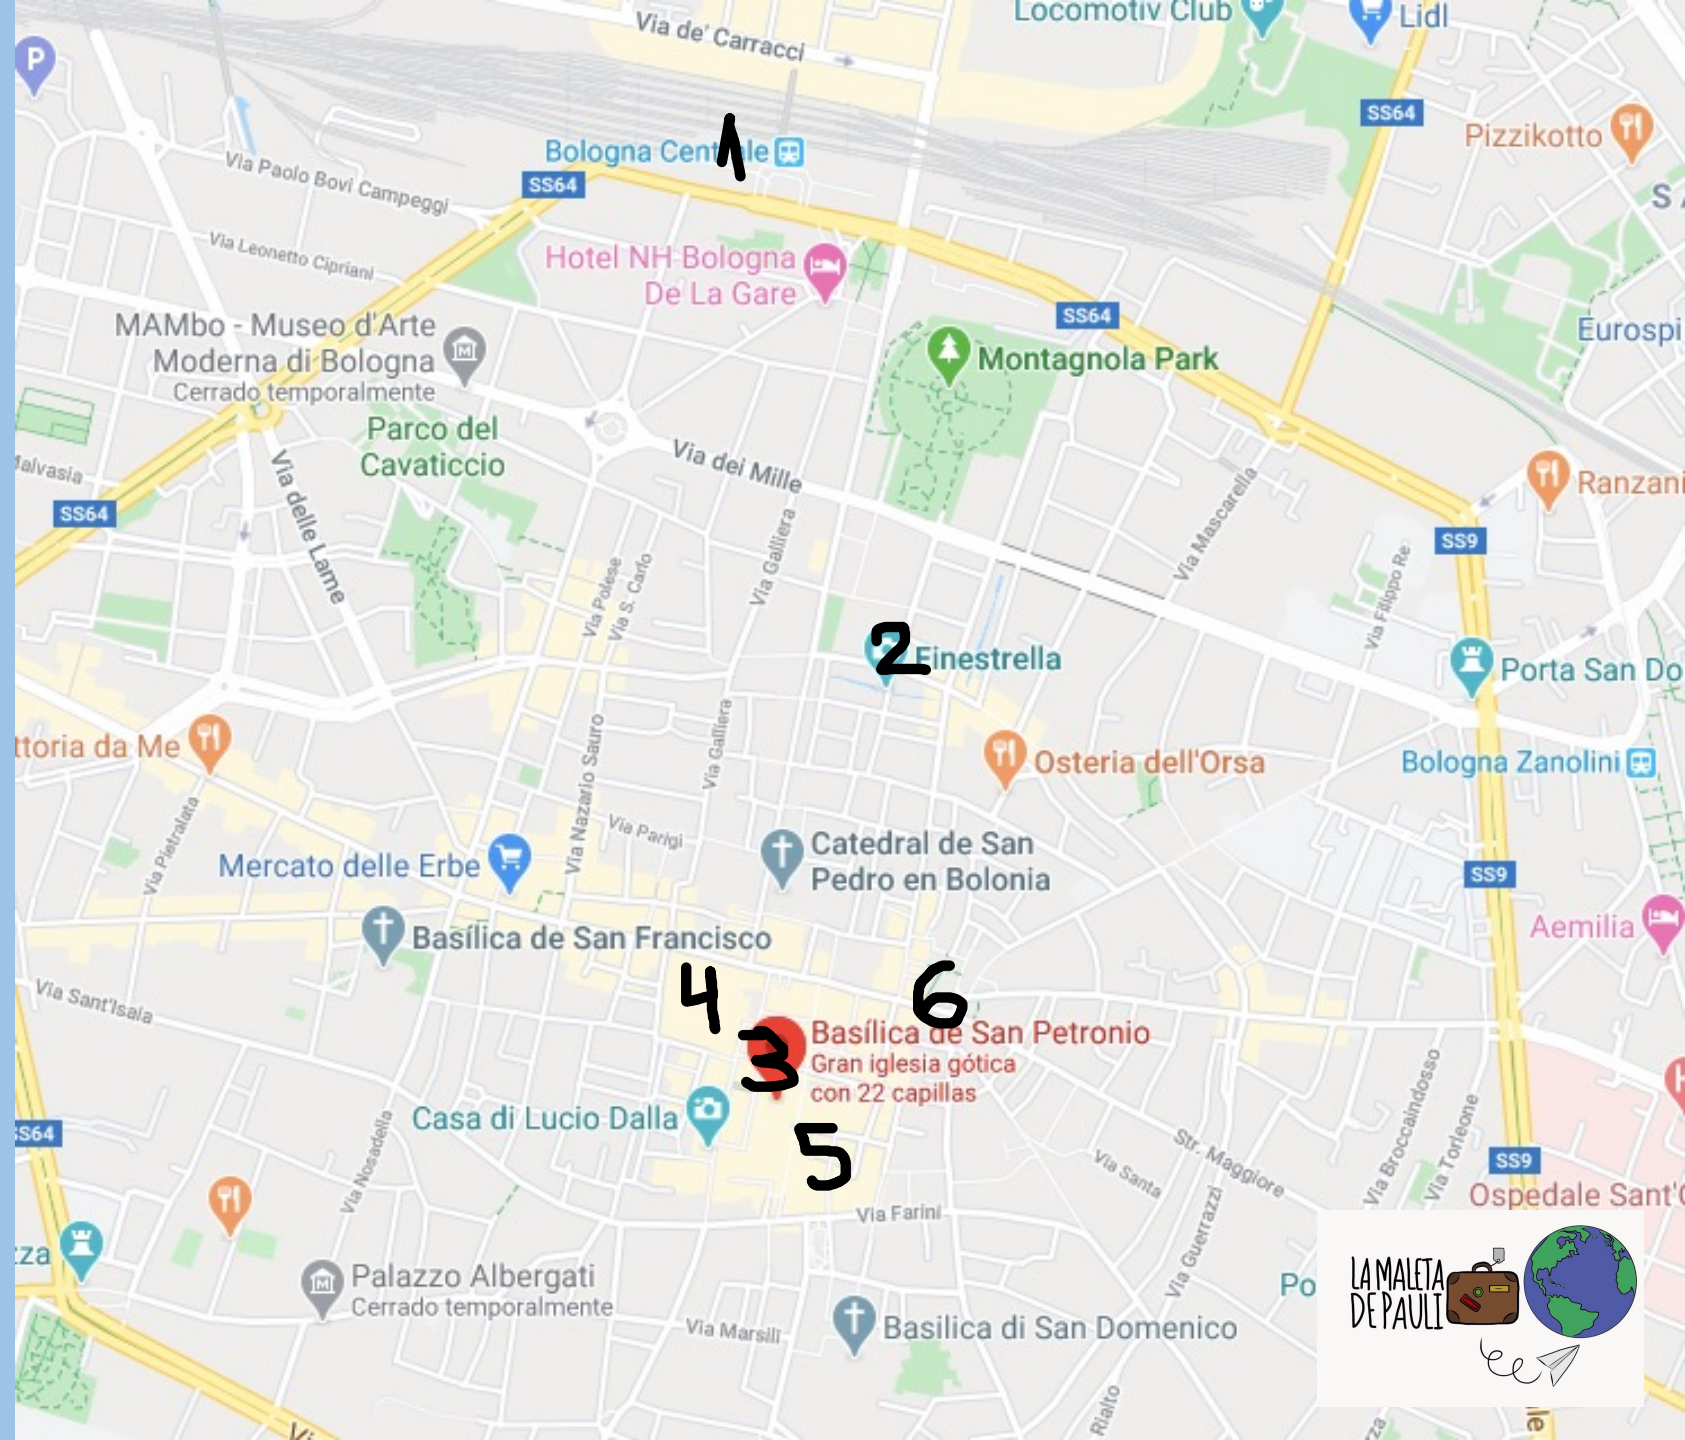 Via de' Carracci
Locomotiv Club
Lidl
P
SS64
Pizzikotto
1
Bologna Cent le
SS64
Via Paolo Bovi Campeggi
S
Via Leonetto Cipriani
Hotel NH Bologna
De La Gare
SS64
Eurospi
MAMbo - Museo d'Arte
Moderna di Bologna
Cerrado temporalmente
Montagnola Park
Parco del
Cavaticcio
Via dei Mille
Malvasia
Via delle Lame
SS64
Via Mascarella
Ranzani
SS9
Via Galliera
Via Polese
Via S. Carlo
Via Filippo Re
2
Finestrella
Porta San Do
ttoria da Me
Via Nazario Sauro
Via Galliera
Osteria dell'Orsa
Bologna Zanolini
Via Pietralata
Via Parigi
Mercato delle Erbe
Catedral de San
Pedro en Bolonia
SS9
Aemilia
Basílica de San Francisco
4
6
Via Sant'Isaia
3
Basílica de San Petronio
Gran iglesia gótica
con 22 capillas
H
Casa di Lucio Dalla
SS64
5
Via Nosadella
Via Santa
Str. Maggiore
Via Broccaindosso
Via Torleone
SS9
Ospedale Sant'O
Via Farini
Via Guerrazzi
zza
Palazzo Albergati
Cerrado temporalmente
Po
LA MALETA
DE PAULI
Via Marsili
Basilica di San Domenico
Rialto
Vi
ale
zza